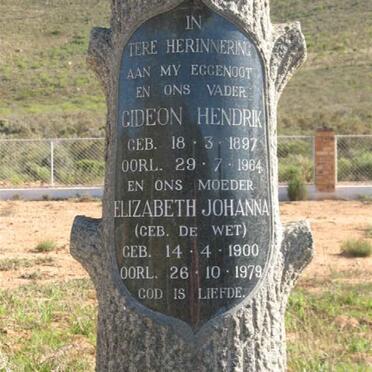 IN
TERE HERINNERING
AAN MY EGGENOOT
EN ONS VADER
GIDEON HENDRIK
GEB. 18·3·1897
OORL. 29·7·1964
EN ONS MOEDER
ELIZABETH JOHANNA
(GEB. DE WET)
GEB. 14·4·1900
OORL. 26·10·1979
GOD IS LIEFDE.